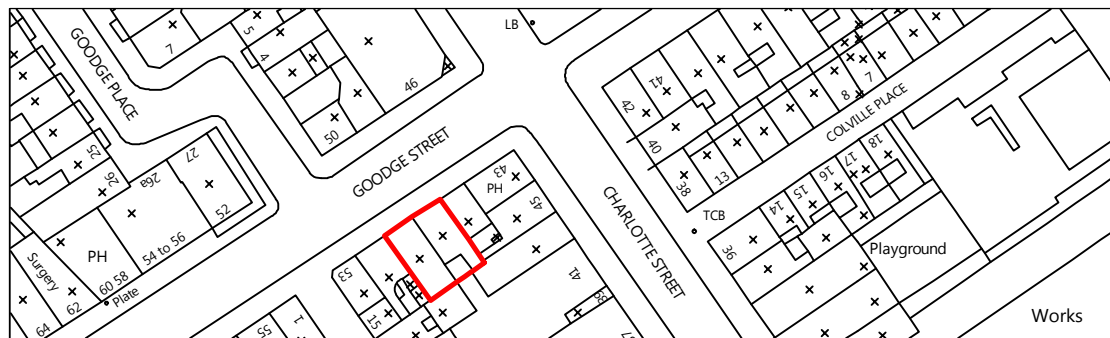 LB
7
5
4
GOODGE PLACE
46
50
42
41
40
38
13
8
7
COLVILLE PLACE
GOODGE STREET
CHARLOTTE STREET
25
26
26a
27
52
54 to 56
PH
60 58
62
64
Surgery
Plate
43
PH
45
41
39
37
53
15
55
1
TCB
36
14
15
16
17
18
Playground
Works